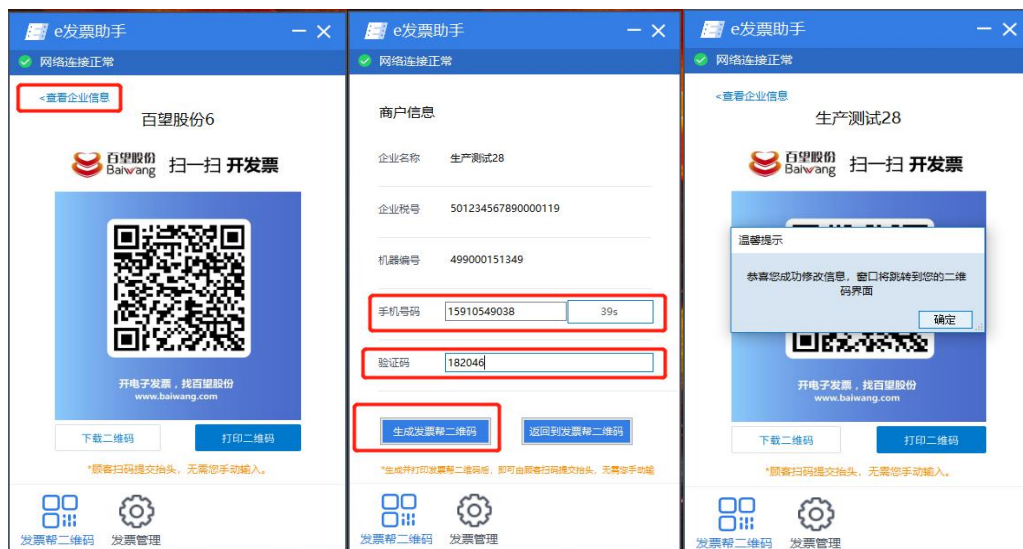 e发票助手
网络连接正常
<查看企业信息
百望股份6
百望股份
Baiwang
扫一扫 开发票
开电子发票，找百望股份
www.baiwang.com
下载二维码
打印二维码
*顾客扫码提交抬头，无需您手动输入。
发票帮二维码
发票管理
e发票助手
网络连接正常
商户信息
企业名称 生产测试28
企业税号 501234567890000119
机器编号 499000151349
手机号码 15910549038 39s
验证码 182046
生成发票帮二维码
返回到发票帮二维码
*生成并打印发票帮二维码后，即可由顾客扫码提交抬头，无需您手动输
发票帮二维码
发票管理
e发票助手
网络连接正常
<查看企业信息
生产测试28
百望股份
Baiwang
扫一扫 开发票
温馨提示
恭喜您成功修改信息，窗口将跳转到您的二维
码界面
确定
开电子发票，找百望股份
www.baiwang.com
下载二维码
打印二维码
*顾客扫码提交抬头，无需您手动输入。
发票帮二维码
发票管理